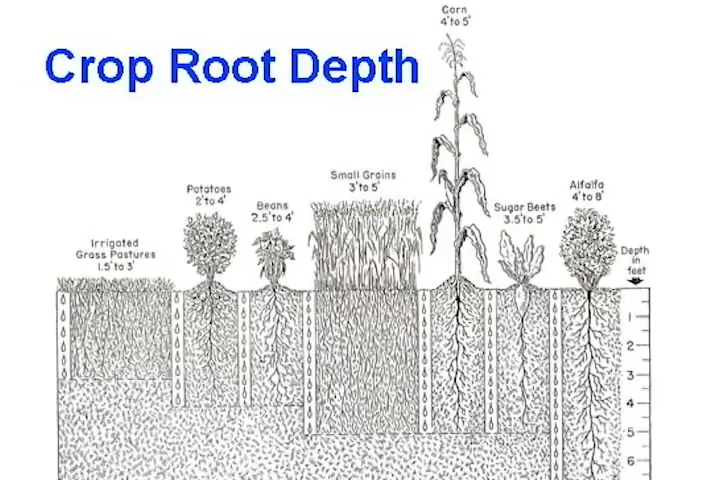 Crop Root Depth
Corn
4' to 5'
Potatoes
2' to 4'
Beans
2.5' to 4'
Small Grains
3' to 5'
Sugar Beets
3.5' to 5'
Alfalfa
4' to 8'
Irrigated
Grass Pastures
1.5' to 3'
Depth
in
feet
1
2
3
4
5
6